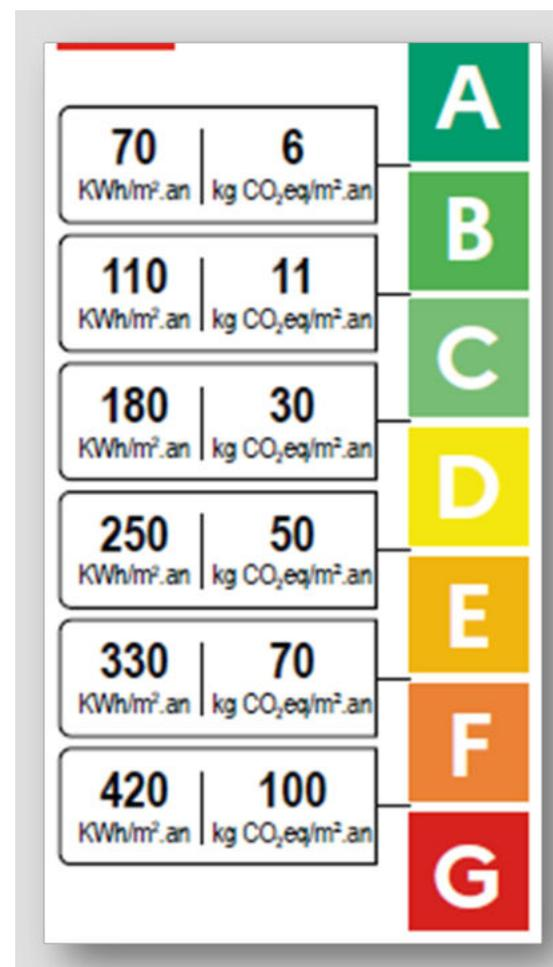 A
70 | 6
KWh/m².an | kg CO₂eq/m².an
B
110 | 11
KWh/m².an | kg CO₂eq/m².an
C
180 | 30
KWh/m².an | kg CO₂eq/m².an
D
250 | 50
KWh/m².an | kg CO₂eq/m².an
E
330 | 70
KWh/m².an | kg CO₂eq/m².an
F
420 | 100
KWh/m².an | kg CO₂eq/m².an
G